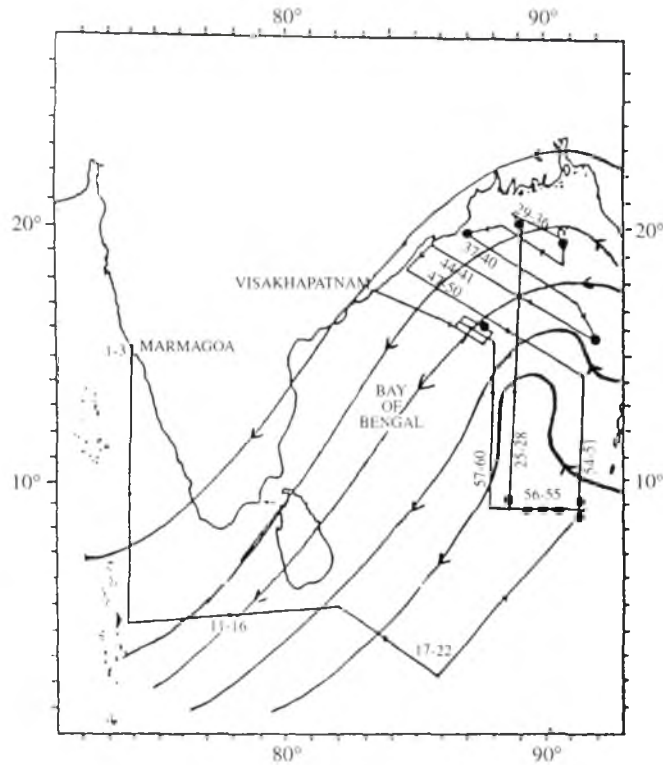 80° 90°
20° 20°
29-36
37-40
44-41
47-50
VISAKHAPATNAM
1-3 MARMAGOA
BAY
OF
BENGAL
10° 10°
57-60
25-28
54-51
56-55
11-16
17-22
80° 90°